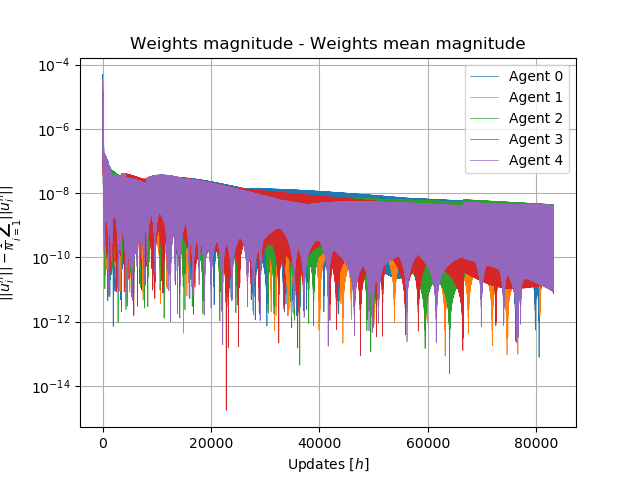 Weights magnitude - Weights mean magnitude
10⁻⁴
10⁻⁶
10⁻⁸
10⁻¹⁰
10⁻¹²
10⁻¹⁴
0
20000
40000
60000
80000
Updates [h]
Agent 0
Agent 1
Agent 2
Agent 3
Agent 4